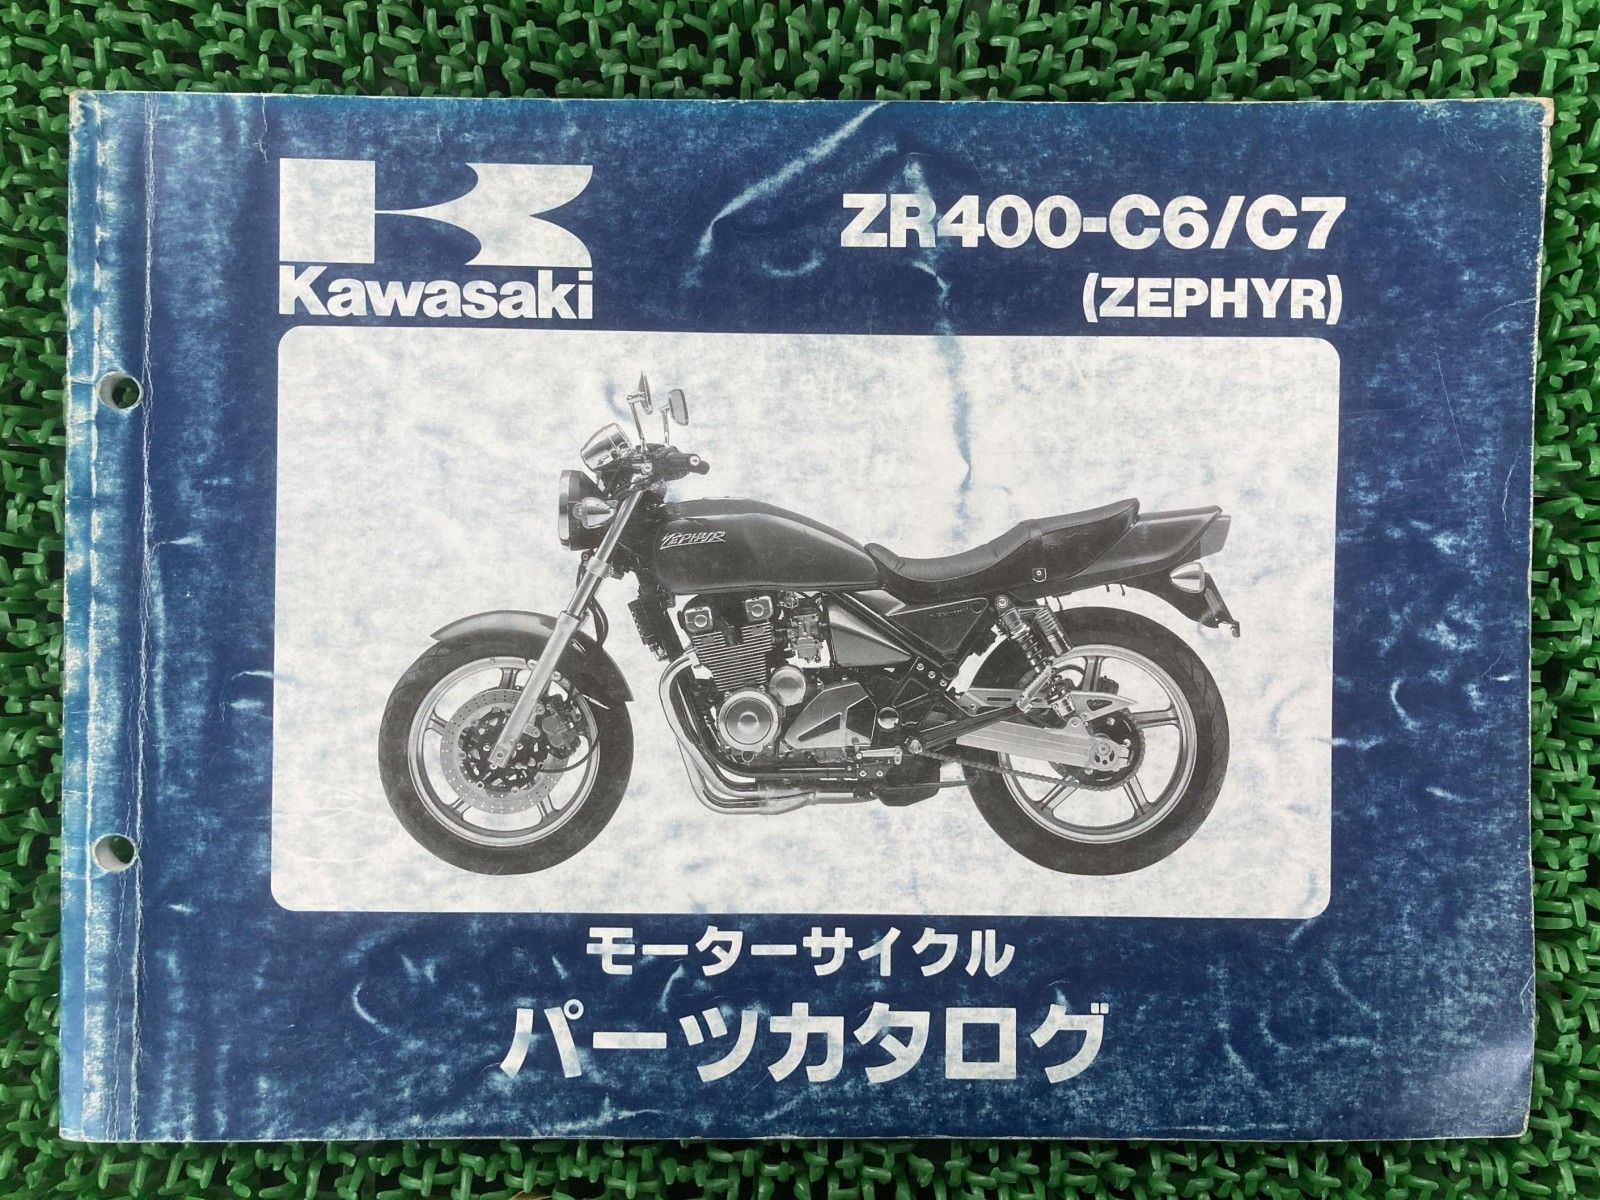 Kawasaki
ZR400-C6/C7
(ZEPHYR)
ZEPHYR
モーターサイクル
パーツカタログ